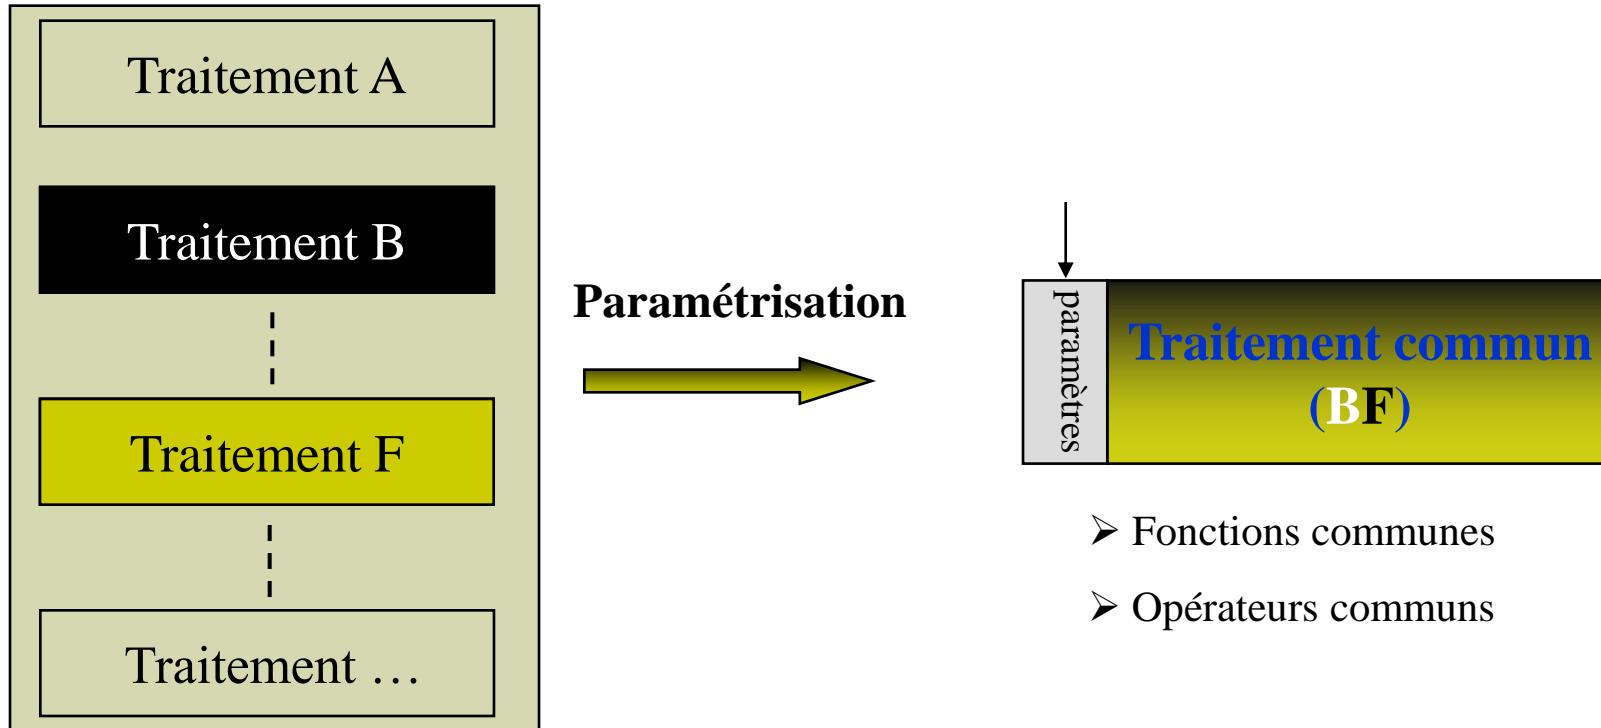 Traitement A
Traitement B
Traitement F
Traitement …
Paramétrisation
paramètres
Traitement commun
(BF)
➢ Fonctions communes
➢ Opérateurs communs